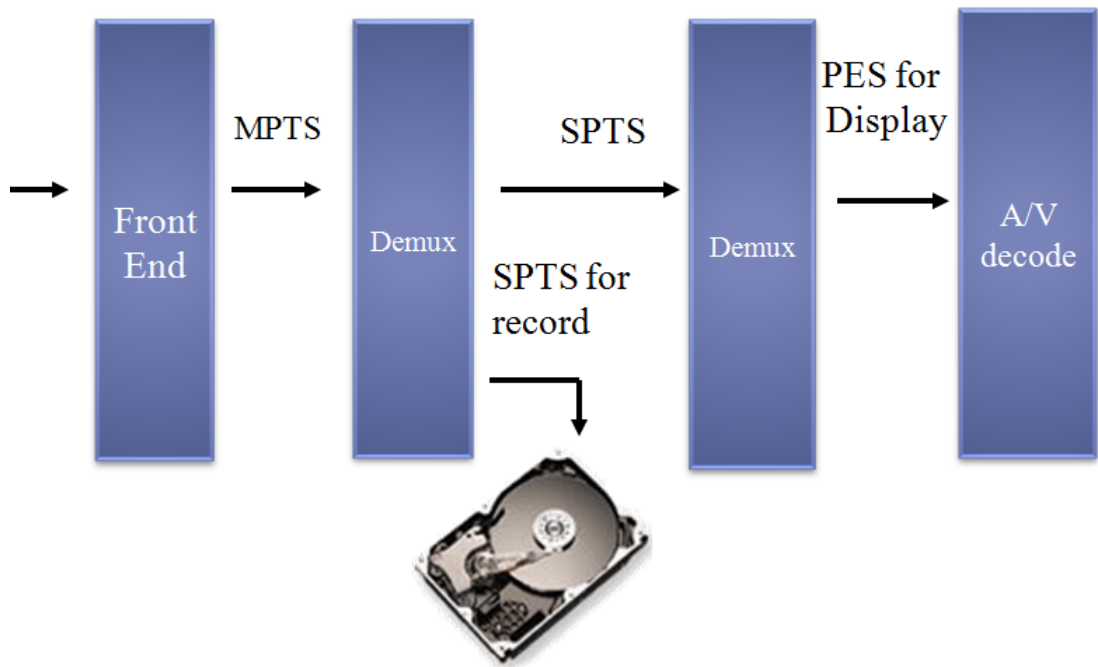 Front
End
MPTS
Demux
SPTS
SPTS for
record
Demux
PES for
Display
A/V
decode